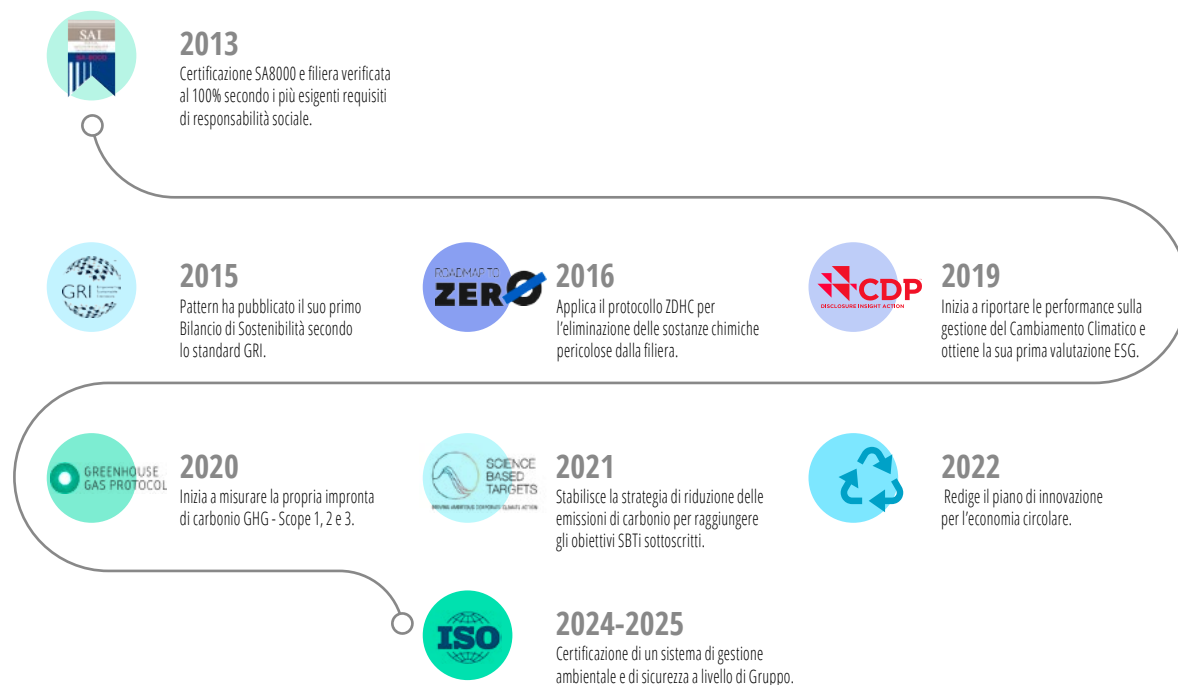 SAI
SA 8000
2013
Certificazione SA8000 e filiera verificata
al 100% secondo i più esigenti requisiti
di responsabilità sociale.
GRI
2015
Pattern ha pubblicato il suo primo
Bilancio di Sostenibilità secondo
lo standard GRI.
ROADMAP TO
ZERO
2016
Applica il protocollo ZDHC per
l'eliminazione delle sostanze chimiche
pericolose dalla filiera.
CDP
DISCLOSURE INSIGHT ACTION
2019
Inizia a riportare le performance sulla
gestione del Cambiamento Climatico e
ottiene la sua prima valutazione ESG.
GREENHOUSE
GAS PROTOCOL
2020
Inizia a misurare la propria impronta
di carbonio GHG - Scope 1, 2 e 3.
SCIENCE
BASED
TARGETS
DRIVING AMBITIOUS CORPORATE CLIMATE ACTION
2021
Stabilisce la strategia di riduzione delle
emissioni di carbonio per raggiungere
gli obiettivi SBTi sottoscritti.
2022
Redige il piano di innovazione
per l'economia circolare.
ISO
2024-2025
Certificazione di un sistema di gestione
ambientale e di sicurezza a livello di Gruppo.